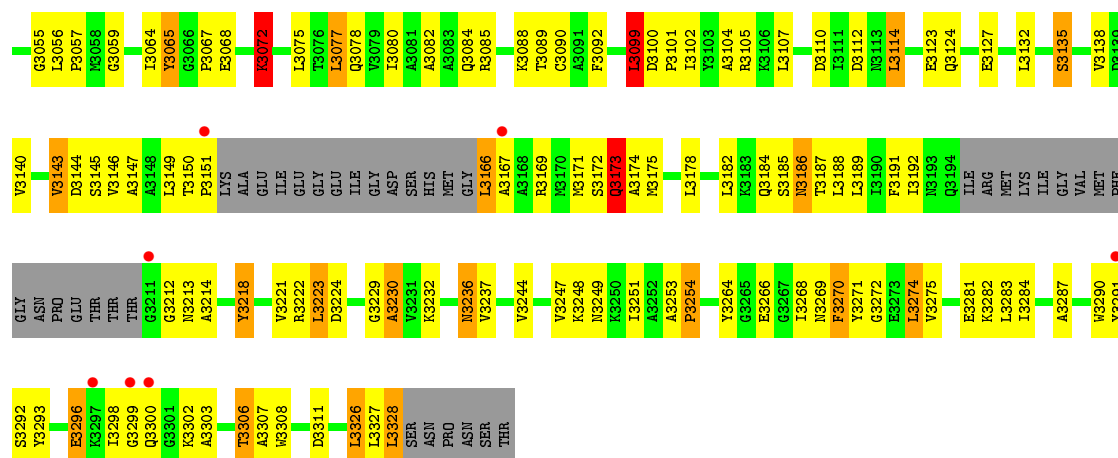 G3055 L3056 P3057 M3058 G3059 I3064 Y3065 G3066 P3067 E3068 K3072 L3075 T3076 L3077 Q3078 V3079 I3080 A3081 A3082 A3083 Q3084 R3085 K3088 T3089 C3090 A3091 F3092 L3099 D3100 P3101 I3102 Y3103 A3104 R3105 K3106 L3107 D3110 I3111 D3112 N3113 L3114 E3123 Q3124 E3127 L3132 S3135 V3138 D3139
V3140 V3143 D3144 S3145 V3146 A3147 A3148 L3149 T3150 P3151 LYS ALA GLU ILE GLU GLY GLU ILE GLY ASP SER HIS MET GLY L3166 A3167 A3168 R3169 M3170 M3171 S3172 Q3173 A3174 M3175 L3178 L3182 K3183 Q3184 S3185 N3186 T3187 L3188 L3189 I3190 F3191 I3192 N3193 Q3194 ILE ARG MET LYS ILE GLY VAL MET PHE
GLY ASN PRO GLU THR THR THR G3211 G3212 N3213 A3214 Y3218 V3221 R3222 L3223 D3224 G3229 A3230 V3231 K3232 N3236 V3237 V3244 V3247 K3248 N3249 K3250 I3251 A3252 A3253 P3254 Y3264 G3265 E3266 G3267 I3268 N3269 F3270 Y3271 G3272 E3273 L3274 V3275 E3281 K3282 L3283 I3284 A3287 W3290 Y3291
S3292 Y3293 E3296 K3297 I3298 G3299 Q3300 G3301 K3302 A3303 T3306 A3307 W3308 D3311 L3326 L3327 L3328 SER ASN PRO ASN SER THR